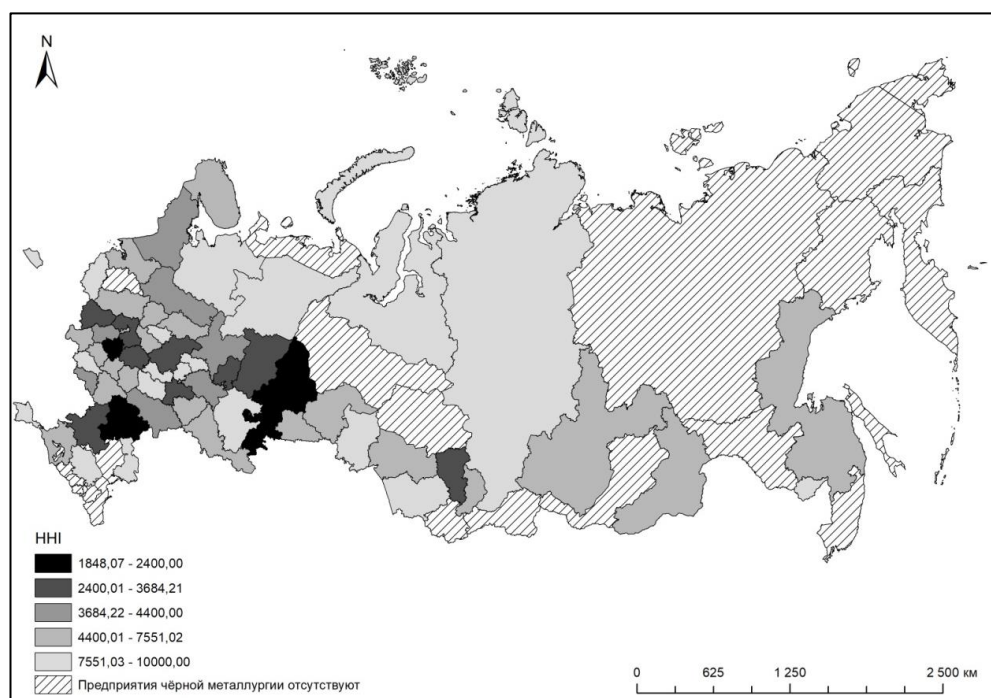 N
HHI
1848,07 - 2400,00
2400,01 - 3684,21
3684,22 - 4400,00
4400,01 - 7551,02
7551,03 - 10000,00
Предприятия чёрной металлургии отсутствуют
0 625 1 250 2 500 км